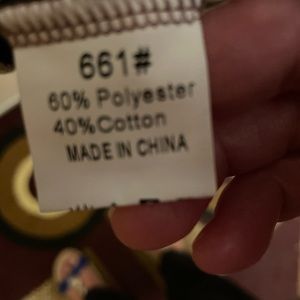 661#
60% Polyester
40%Cotton
MADE IN CHINA